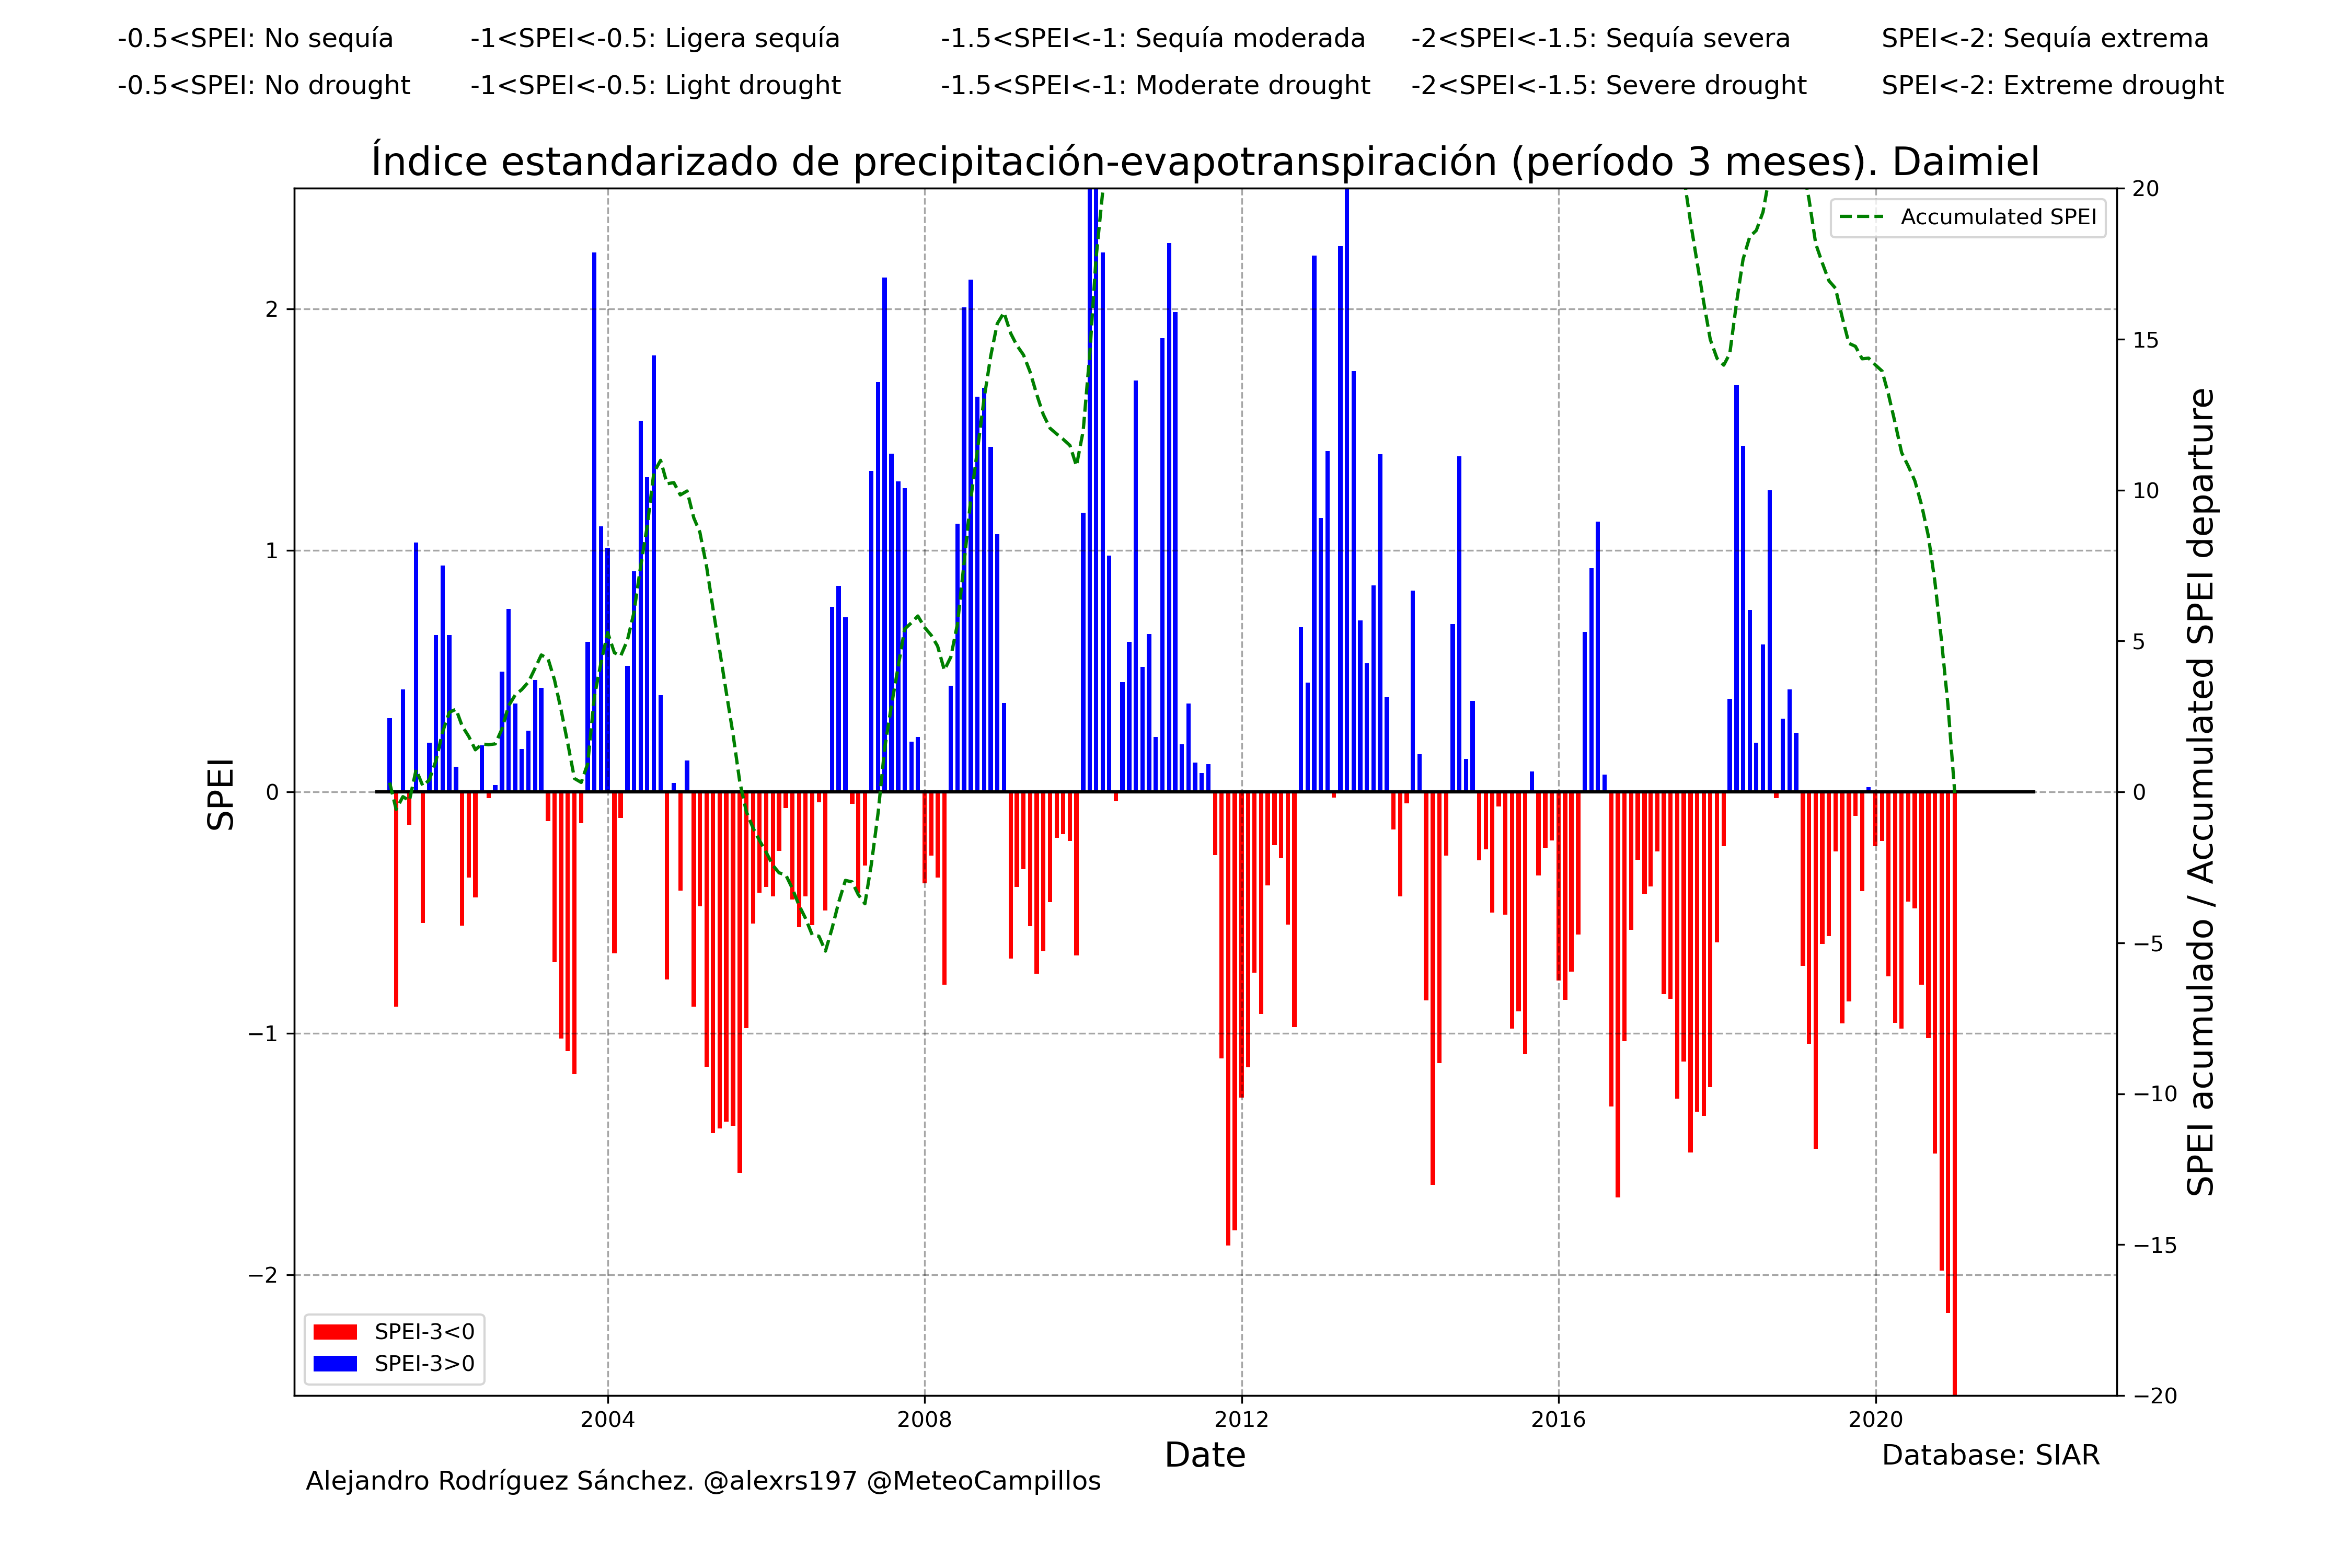 -0.5<SPEI: No sequía -1<SPEI<-0.5: Ligera sequía -1.5<SPEI<-1: Sequía moderada -2<SPEI<-1.5: Sequía severa SPEI<-2: Sequía extrema
-0.5<SPEI: No drought -1<SPEI<-0.5: Light drought -1.5<SPEI<-1: Moderate drought -2<SPEI<-1.5: Severe drought SPEI<-2: Extreme drought
Índice estandarizado de precipitación-evapotranspiración (período 3 meses). Daimiel
Accumulated SPEI
SPEI
2
1
0
−1
−2
20
15
10
5
0
−5
−10
−15
−20
SPEI acumulado / Accumulated SPEI departure
SPEI-3<0
SPEI-3>0
2004 2008 2012 2016 2020
Date
Database: SIAR
Alejandro Rodríguez Sánchez. @alexrs197 @MeteoCampillos